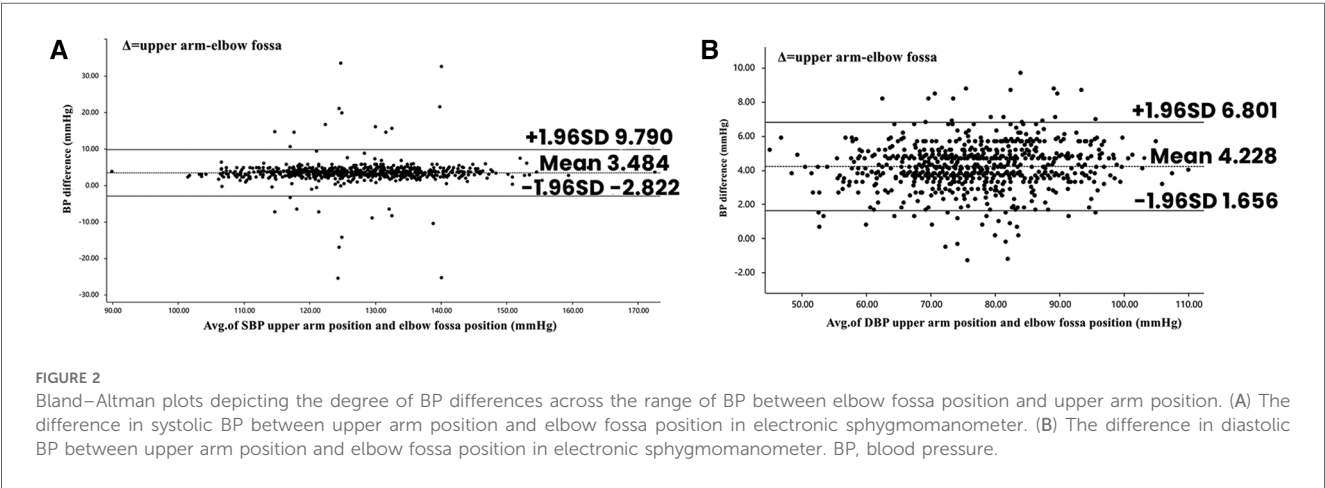 A
Δ=upper arm-elbow fossa
BP difference (mmHg)
30.00
20.00
10.00
0.00
-10.00
-20.00
-30.00
+1.96SD 9.790
Mean 3.484
-1.96SD -2.822
90.00 100.00 110.00 120.00 130.00 140.00 150.00 160.00 170.00
Avg.of SBP upper arm position and elbow fossa position (mmHg)
B
Δ=upper arm-elbow fossa
BP difference (mmHg)
10.00
8.00
6.00
4.00
2.00
0.00
-2.00
+1.96SD 6.801
Mean 4.228
-1.96SD 1.656
50.00 60.00 70.00 80.00 90.00 100.00 110.00
Avg.of DBP upper arm position and elbow fossa position (mmHg)
FIGURE 2
Bland–Altman plots depicting the degree of BP differences across the range of BP between elbow fossa position and upper arm position. (A) The
difference in systolic BP between upper arm position and elbow fossa position in electronic sphygmomanometer. (B) The difference in diastolic
BP between upper arm position and elbow fossa position in electronic sphygmomanometer. BP, blood pressure.